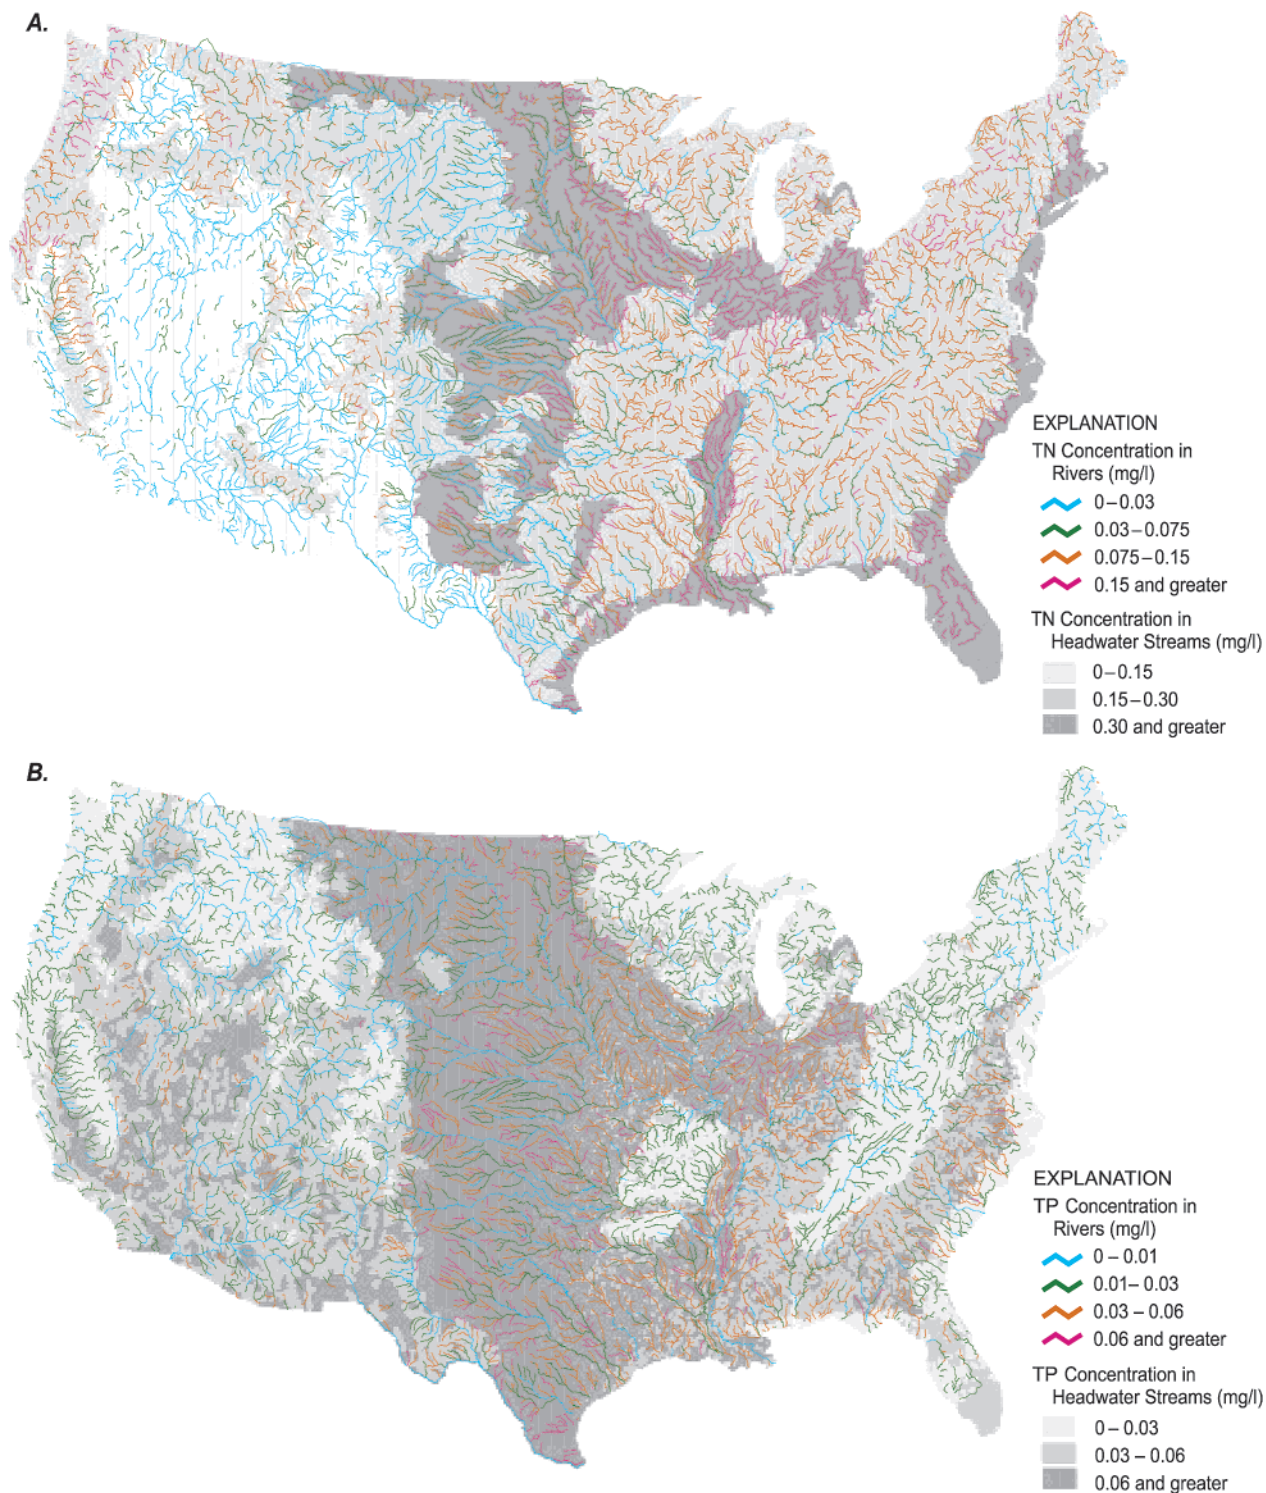 A.
EXPLANATION
TN Concentration in
Rivers (mg/l)
0–0.03
0.03–0.075
0.075–0.15
0.15 and greater
TN Concentration in
Headwater Streams (mg/l)
0–0.15
0.15–0.30
0.30 and greater
B.
EXPLANATION
TP Concentration in
Rivers (mg/l)
0 – 0.01
0.01– 0.03
0.03 – 0.06
0.06 and greater
TP Concentration in
Headwater Streams (mg/l)
0 – 0.03
0.03 – 0.06
0.06 and greater